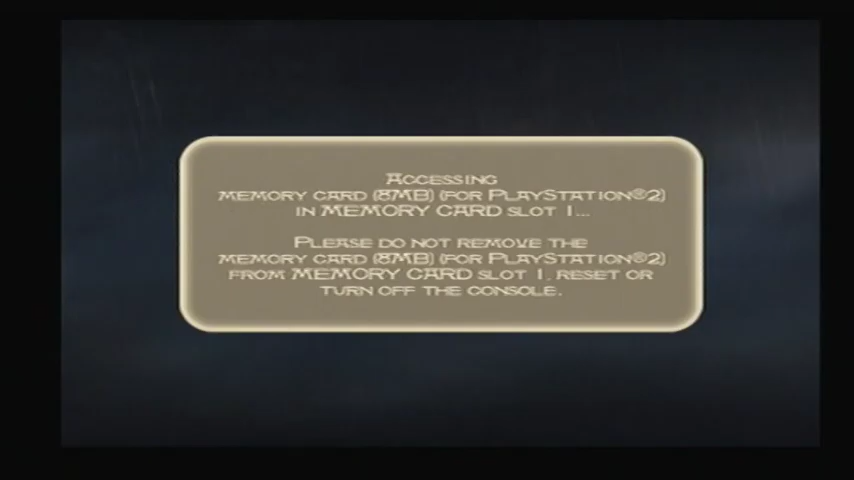 Accessing
memory card (8MB) (for PlayStation®2)
in MEMORY CARD slot 1...
Please do not remove the
memory card (8MB) (for PlayStation®2)
from MEMORY CARD slot 1, reset or
turn off the console.